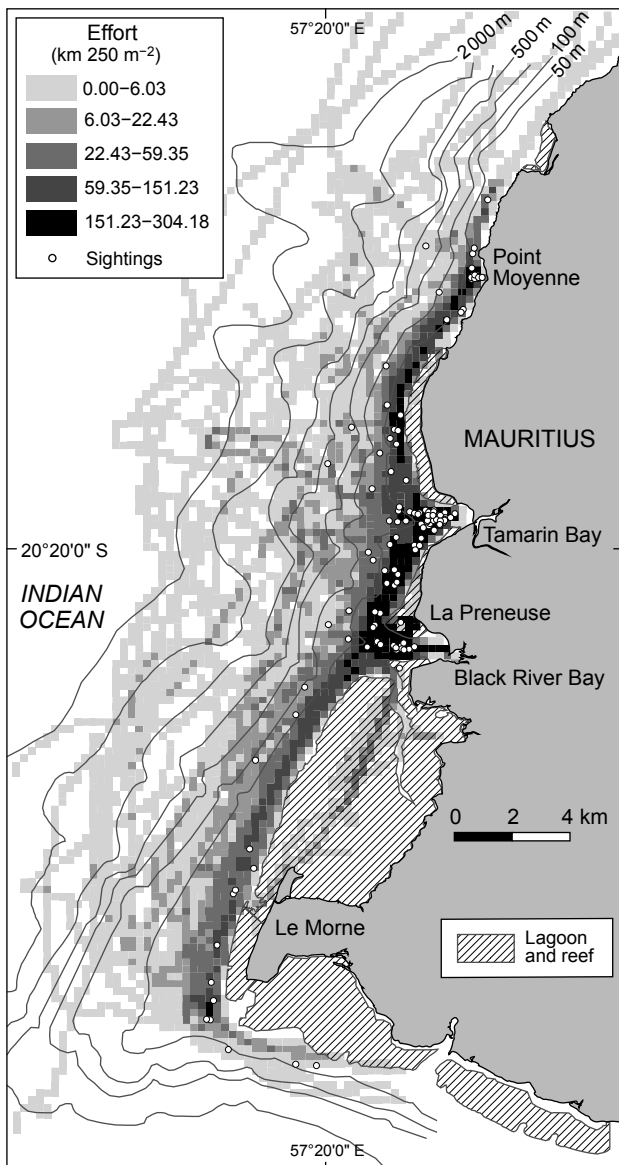 57°20'0" E
Effort
(km 250 m⁻²)
0.00–6.03
6.03–22.43
22.43–59.35
59.35–151.23
151.23–304.18
Sightings
2000 m
500 m
100 m
50 m
Point
Moyenne
MAURITIUS
Tamarin Bay
20°20'0" S
INDIAN
OCEAN
La Preneuse
Black River Bay
0 2 4 km
Le Morne
Lagoon
and reef
57°20'0" E